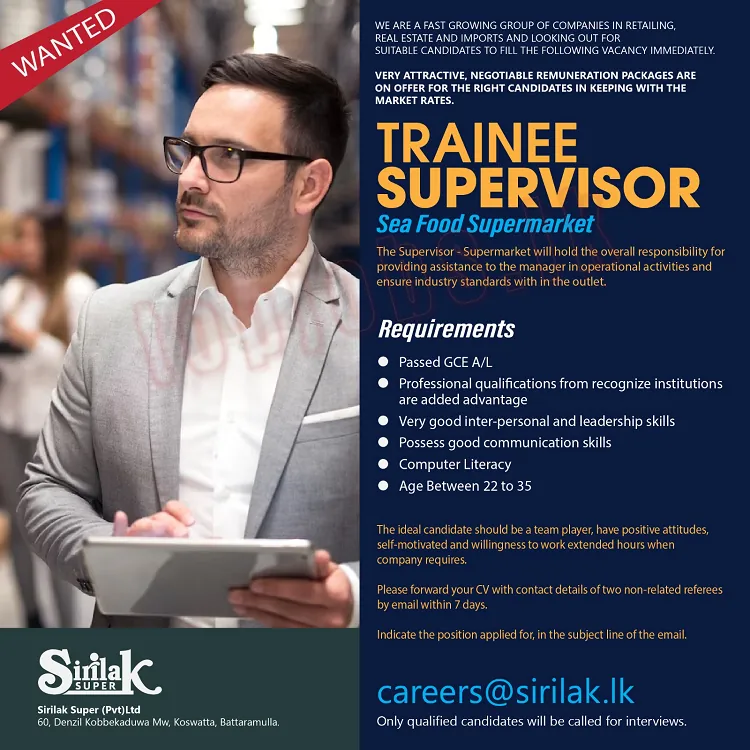 WANTED
WE ARE A FAST GROWING GROUP OF COMPANIES IN RETAILING,
REAL ESTATE AND IMPORTS AND LOOKING OUT FOR
SUITABLE CANDIDATES TO FILL THE FOLLOWING VACANCY IMMEDIATELY.
VERY ATTRACTIVE, NEGOTIABLE REMUNERATION PACKAGES ARE
ON OFFER FOR THE RIGHT CANDIDATES IN KEEPING WITH THE
MARKET RATES.
TRAINEE
SUPERVISOR
Sea Food Supermarket
The Supervisor - Supermarket will hold the overall responsibility for
providing assistance to the manager in operational activities and
ensure industry standards with in the outlet.
Requirements
● Passed GCE A/L
● Professional qualifications from recognize institutions
are added advantage
● Very good inter-personal and leadership skills
● Possess good communication skills
● Computer Literacy
● Age Between 22 to 35
The ideal candidate should be a team player, have positive attitudes,
self-motivated and willingness to work extended hours when
company requires.
Please forward your CV with contact details of two non-related referees
by email within 7 days.
Indicate the position applied for, in the subject line of the email.
careers@sirilak.lk
Only qualified candidates will be called for interviews.
Sirilak
SUPER
Sirilak Super (Pvt)Ltd
60, Denzil Kobbekaduwa Mw, Koswatta, Battaramulla.